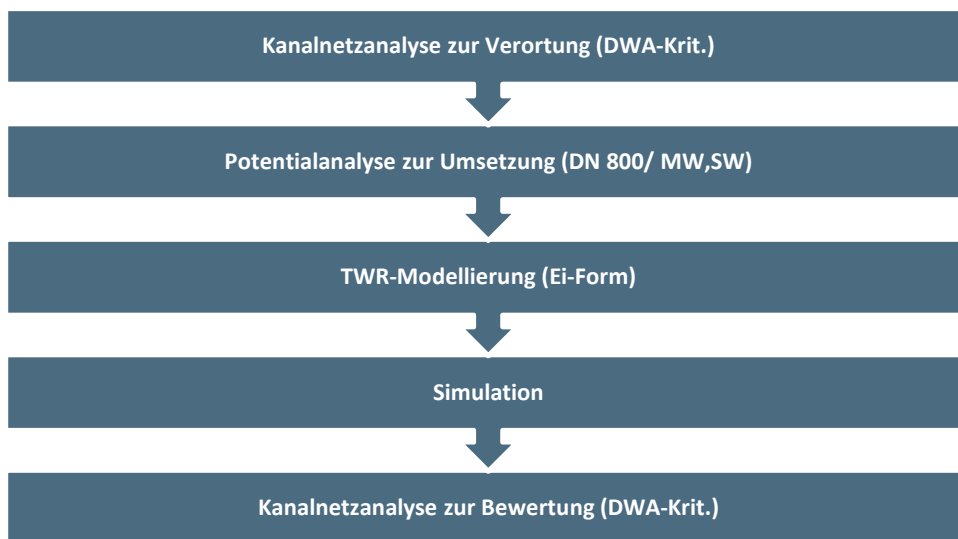 Kanalnetzanalyse zur Verortung (DWA-Krit.)
Potentialanalyse zur Umsetzung (DN 800/ MW,SW)
TWR-Modellierung (Ei-Form)
Simulation
Kanalnetzanalyse zur Bewertung (DWA-Krit.)